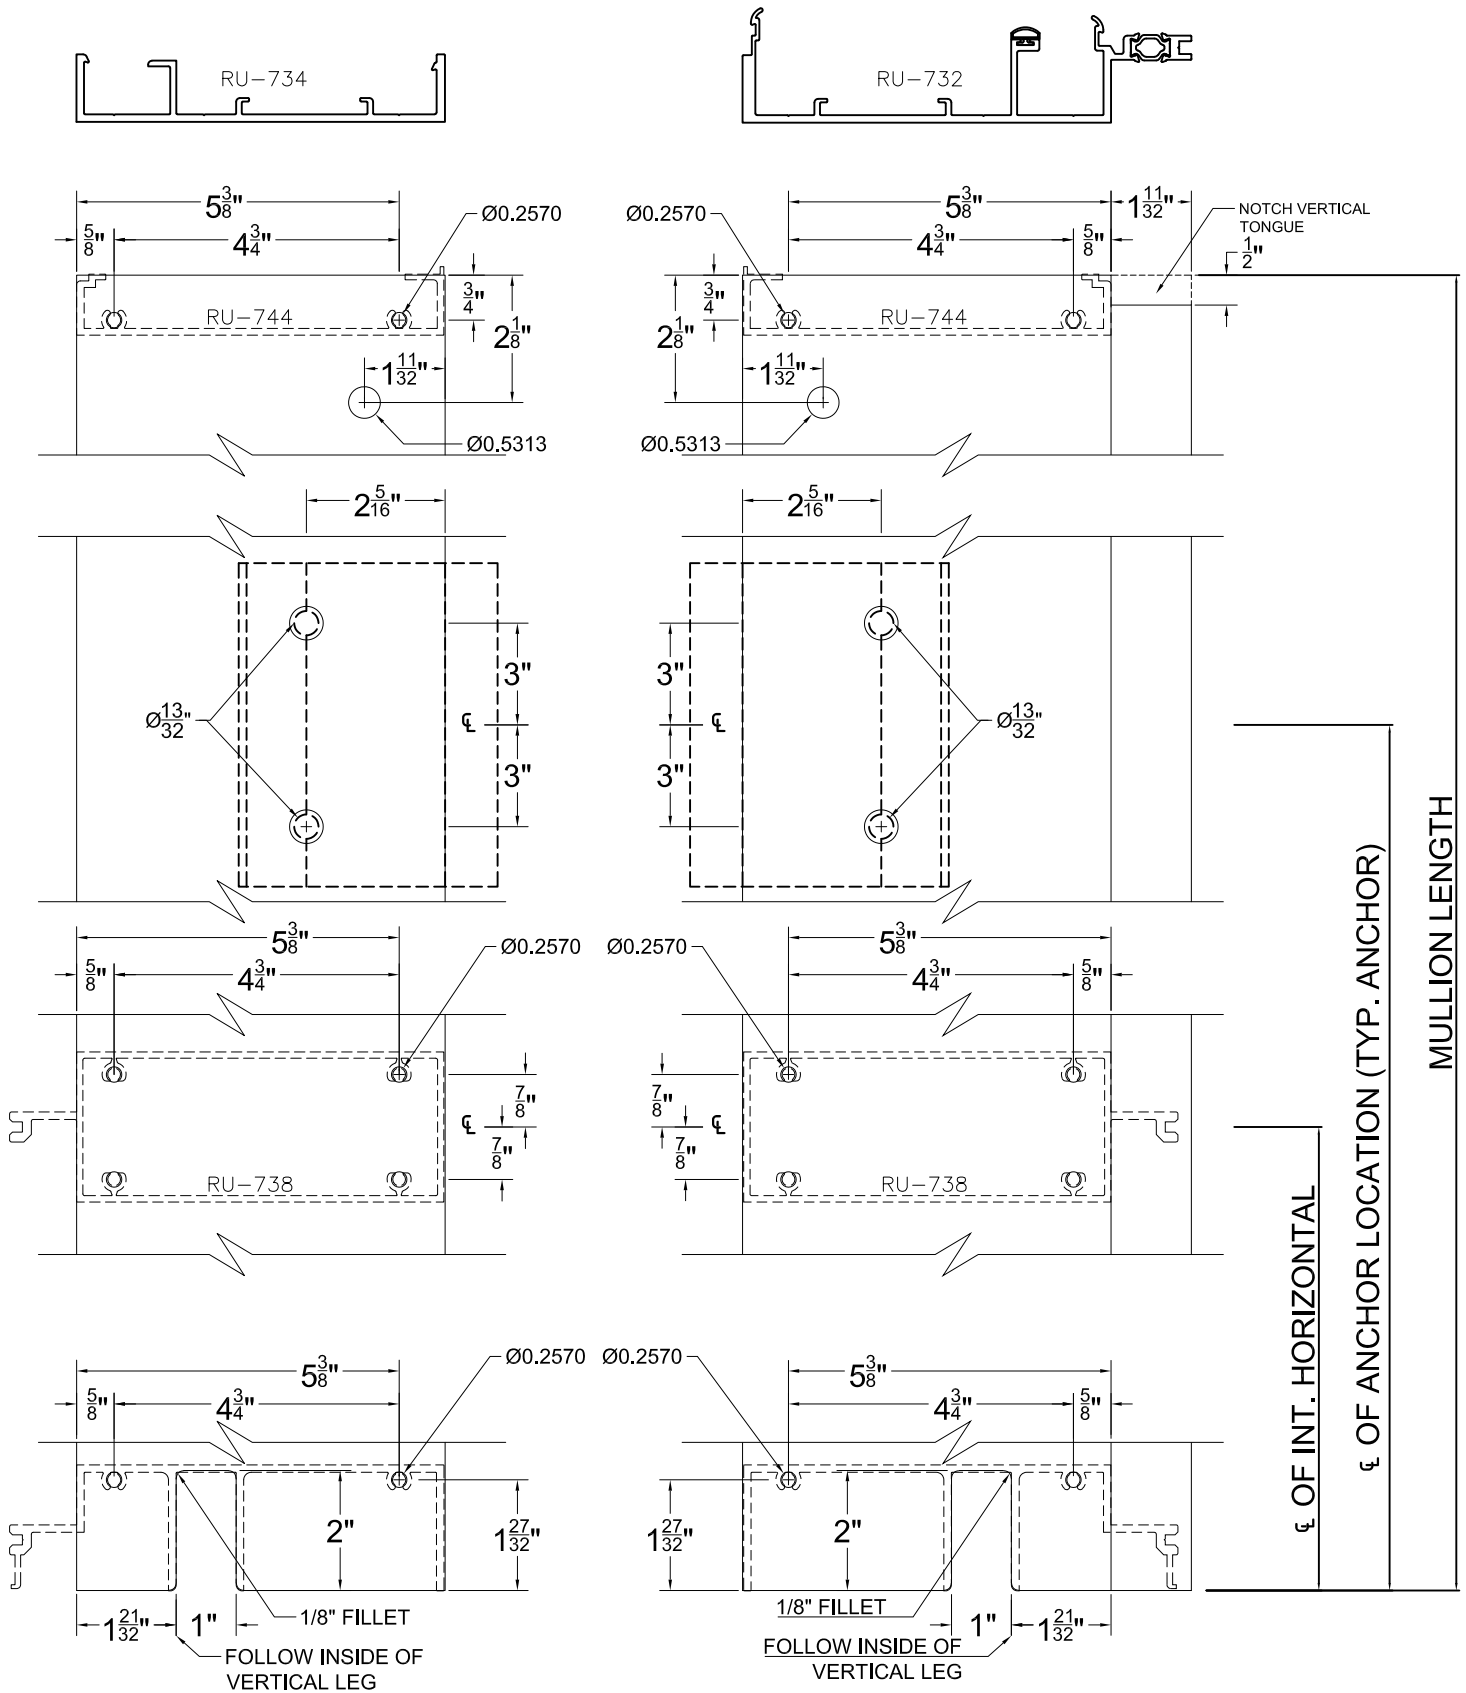 RU-734
RU-732
5 3/8"
5 3/8"
1 11/32"
Ø0.2570
Ø0.2570
NOTCH VERTICAL
TONGUE
5/8"
4 3/4"
4 3/4"
5/8"
1/2"
3/4"
3/4"
RU-744
RU-744
2 1/8"
2 1/8"
1 11/32"
1 11/32"
Ø0.5313
Ø0.5313
2 5/16"
2 5/16"
3"
3"
Ø13/32"
℄
℄
Ø13/32"
3"
3"
MULLION LENGTH
℄ OF ANCHOR LOCATION (TYP. ANCHOR)
℄ OF INT. HORIZONTAL
5 3/8"
Ø0.2570
Ø0.2570
5 3/8"
5/8"
4 3/4"
4 3/4"
5/8"
7/8"
7/8"
℄
℄
7/8"
7/8"
RU-738
RU-738
5 3/8"
Ø0.2570
Ø0.2570
5 3/8"
5/8"
4 3/4"
4 3/4"
5/8"
2"
1 27/32"
1 27/32"
2"
1 21/32"
1"
1/8" FILLET
1/8" FILLET
1"
1 21/32"
FOLLOW INSIDE OF
VERTICAL LEG
FOLLOW INSIDE OF
VERTICAL LEG